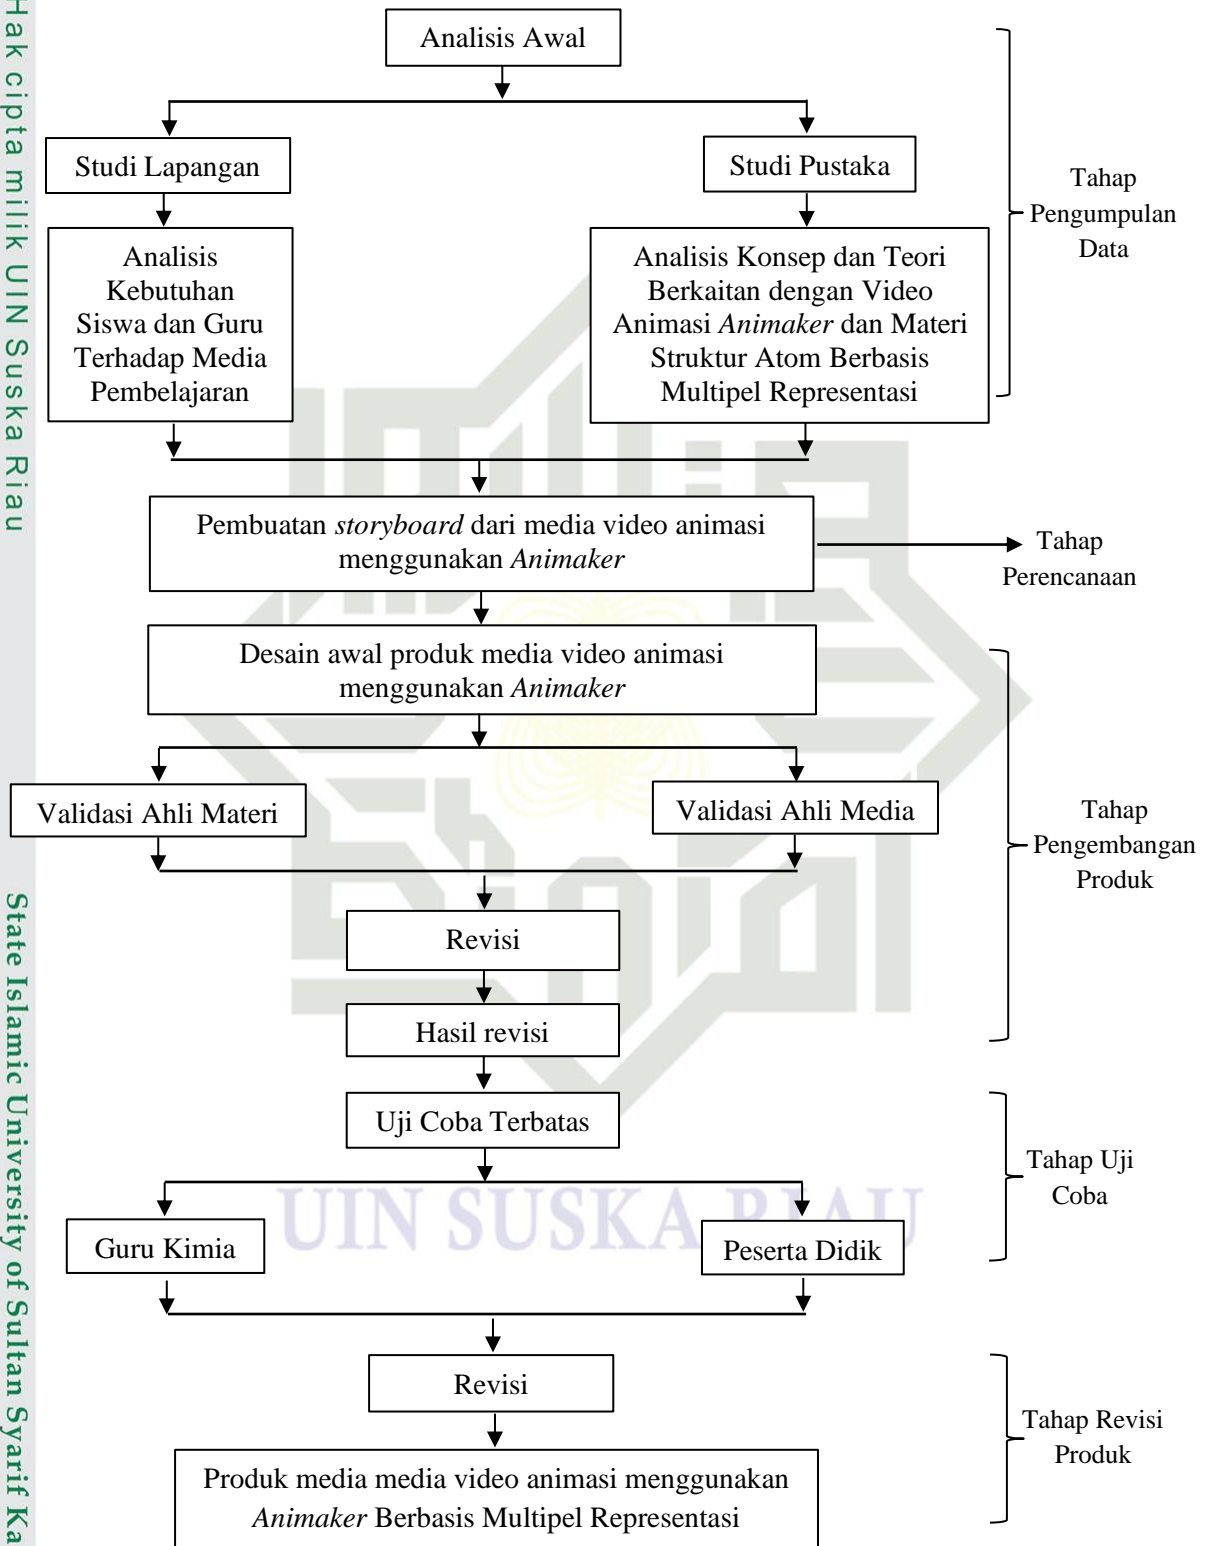 Hak cipta milik UIN Suska Riau
State Islamic University of Sultan Syarif Ka
Analisis Awal
Studi Lapangan
Studi Pustaka
Analisis
Kebutuhan
Siswa dan Guru
Terhadap Media
Pembelajaran
Analisis Konsep dan Teori
Berkaitan dengan Video
Animasi Animaker dan Materi
Struktur Atom Berbasis
Multipel Representasi
Tahap
Pengumpulan
Data
Pembuatan storyboard dari media video animasi
menggunakan Animaker
Tahap
Perencanaan
Desain awal produk media video animasi
menggunakan Animaker
Validasi Ahli Materi
Validasi Ahli Media
Tahap
Pengembangan
Produk
Revisi
Hasil revisi
Uji Coba Terbatas
Tahap Uji
Coba
UIN SUSKA RIAU
Guru Kimia
Peserta Didik
Revisi
Tahap Revisi
Produk
Produk media media video animasi menggunakan
Animaker Berbasis Multipel Representasi